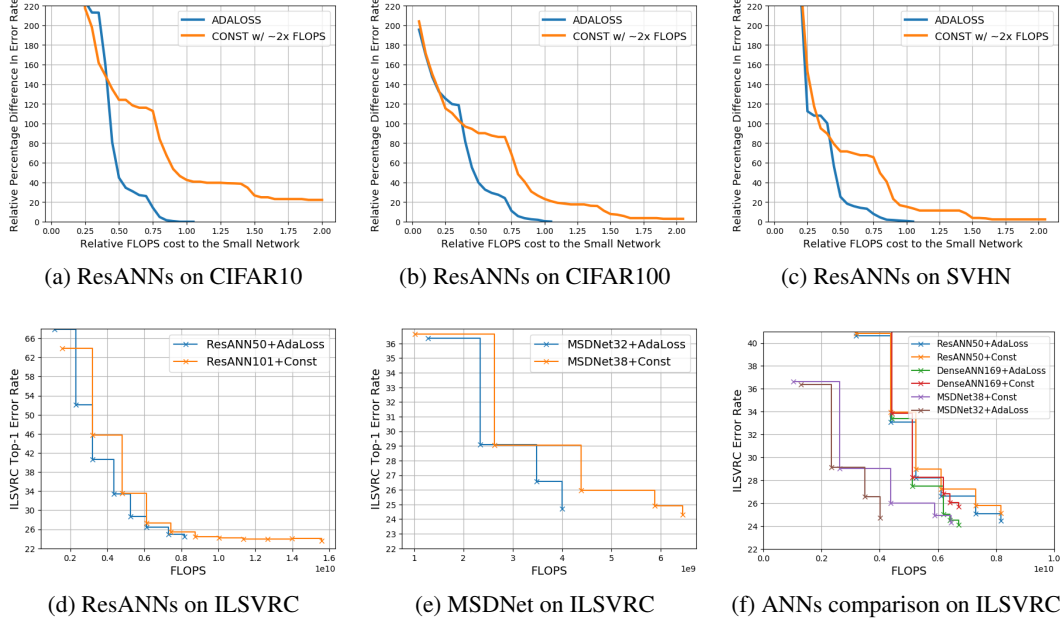 Relative Percentage Difference In Error Rate
220
200
180
160
140
120
100
80
60
40
20
0
ADALOSS
CONST w/ ~2x FLOPS
0.00 0.25 0.50 0.75 1.00 1.25 1.50 1.75 2.00
Relative FLOPS cost to the Small Network
(a) ResANNs on CIFAR10
Relative Percentage Difference In Error Rate
220
200
180
160
140
120
100
80
60
40
20
0
ADALOSS
CONST w/ ~2x FLOPS
0.00 0.25 0.50 0.75 1.00 1.25 1.50 1.75 2.00
Relative FLOPS cost to the Small Network
(b) ResANNs on CIFAR100
Relative Percentage Difference In Error Rate
220
200
180
160
140
120
100
80
60
40
20
0
ADALOSS
CONST w/ ~2x FLOPS
0.00 0.25 0.50 0.75 1.00 1.25 1.50 1.75 2.00
Relative FLOPS cost to the Small Network
(c) ResANNs on SVHN
ILSVRC Top-1 Error Rate
66
62
58
54
50
46
42
38
34
30
26
24
22
ResANN50+AdaLoss
ResANN101+Const
0.2 0.4 0.6 0.8 1.0 1.2 1.4 1.6
1e10
FLOPS
(d) ResANNs on ILSVRC
ILSVRC Top-1 Error Rate
36
35
34
33
32
31
30
29
28
27
26
25
24
23
22
MSDNet32+AdaLoss
MSDNet38+Const
1 2 3 4 5 6
1e9
FLOPS
(e) MSDNet on ILSVRC
ILSVRC Error Rate
40
38
36
34
32
30
28
26
24
22
ResANN50+AdaLoss
ResANN50+Const
DenseANN169+AdaLoss
DenseANN169+Const
MSDNet38+Const
MSDNet32+AdaLoss
0.0 0.2 0.4 0.6 0.8 1.0
1e10
FLOPS
(f) ANNs comparison on ILSVRC